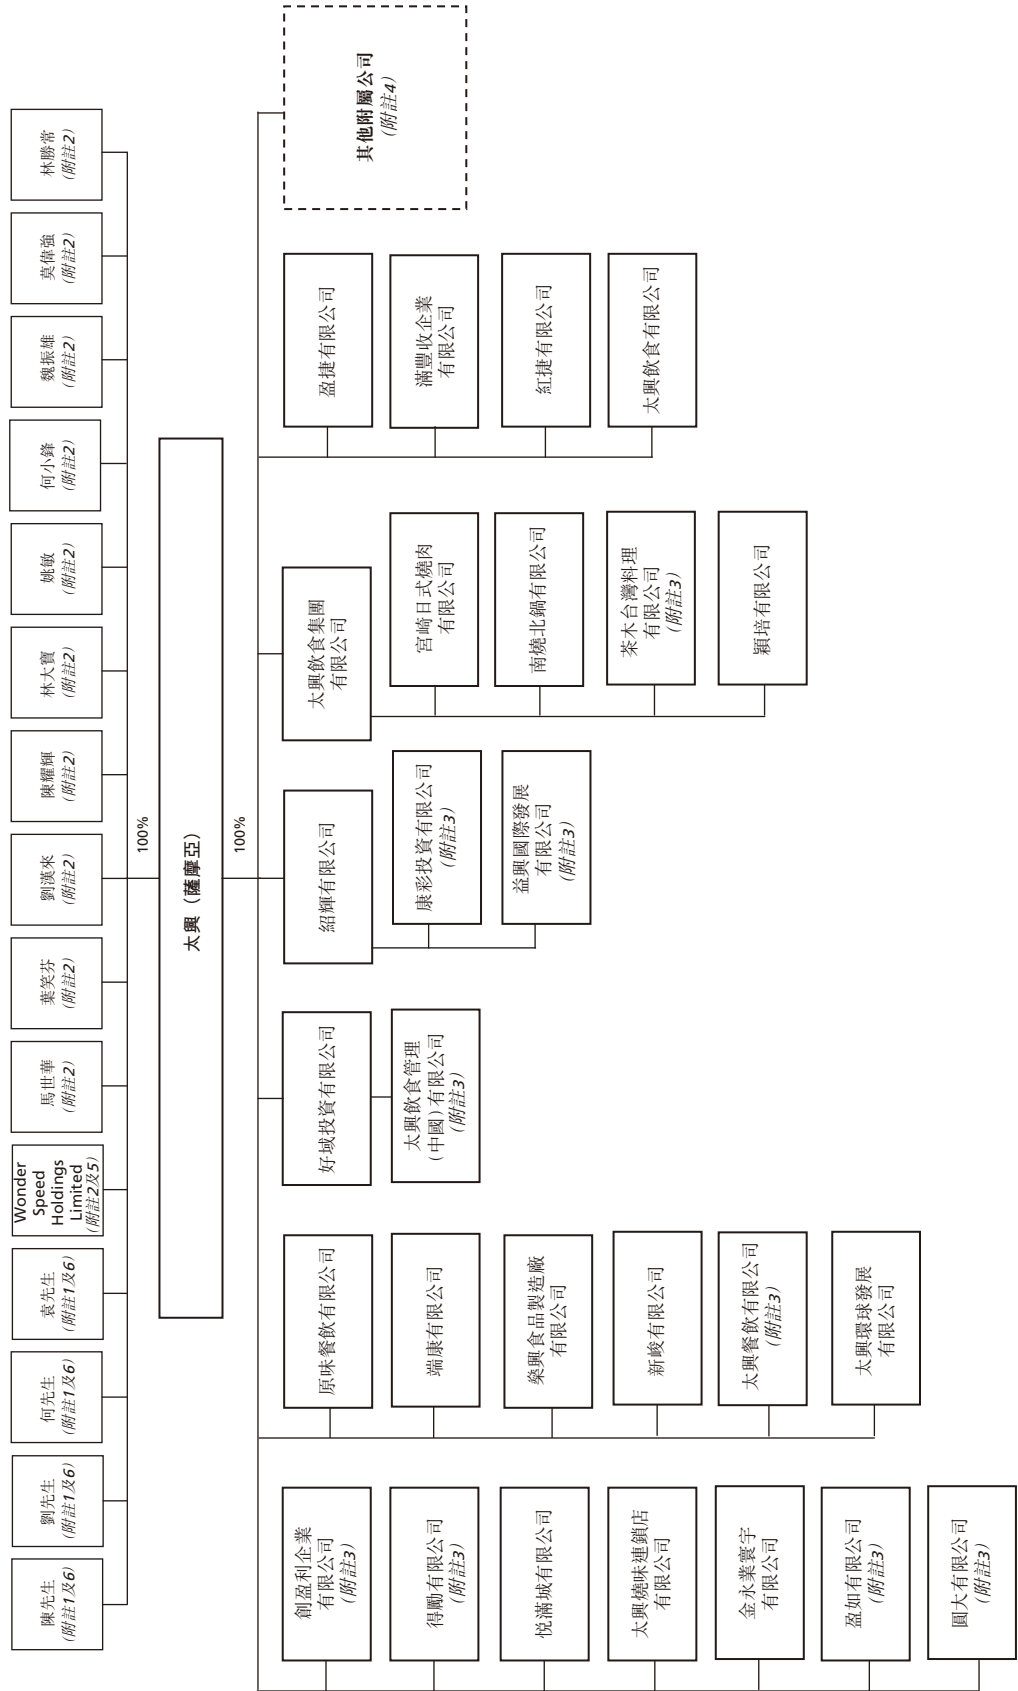 陳先生
(附註1及6)
劉先生
(附註1及6)
何先生
(附註1及6)
袁先生
(附註1及6)
Wonder
Speed
Holdings
Limited
(附註2及5)
馬世華
(附註2)
葉笑芬
(附註2)
劉漢來
(附註2)
陳耀輝
(附註2)
林大寶
(附註2)
姚敏
(附註2)
何小鋒
(附註2)
魏振雄
(附註2)
莫偉強
(附註2)
林勝常
(附註2)
100%
太興（薩摩亞）
100%
創盈利企業
有限公司
(附註3)
得勵有限公司
(附註3)
悅滿城有限公司
太興燒味連鎖店
有限公司
金永業寰宇
有限公司
盈如有限公司
(附註3)
圓大有限公司
(附註3)
原味餐飲有限公司
端康有限公司
燊興食品製造廠
有限公司
新峻有限公司
太興餐飲有限公司
(附註3)
太興環球發展
有限公司
好域投資有限公司
太興飲食管理
(中國)有限公司
(附註3)
紹輝有限公司
康彩投資有限公司
(附註3)
益興國際發展
有限公司
(附註3)
太興飲食集團
有限公司
宮崎日式燒肉
有限公司
南燒北鍋有限公司
茶木台灣料理
有限公司
(附註3)
穎培有限公司
盈捷有限公司
滿豐收企業
有限公司
紅捷有限公司
太興飲食有限公司
其他附屬公司
(附註4)